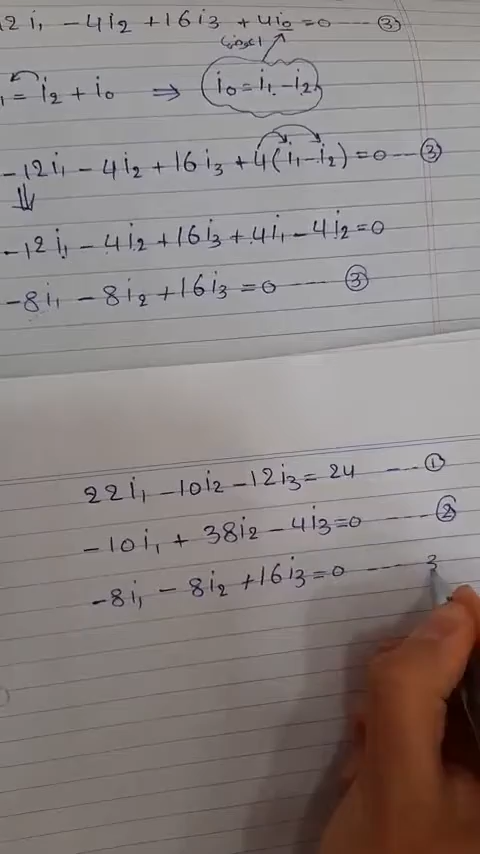 2i₁ - 4i₂ + 16i₃ + 4i₀ = 0 --- ③
i₁ = i₂ + i₀ ⇒ i₀ = i₁ - i₂
-12i₁ - 4i₂ + 16i₃ + 4(i₁ - i₂) = 0 --- ③
⇓
-12i₁ - 4i₂ + 16i₃ + 4i₁ - 4i₂ = 0
-8i₁ - 8i₂ + 16i₃ = 0 --- ③
22i₁ - 10i₂ - 12i₃ = 24 --- ①
-10i₁ + 38i₂ - 4i₃ = 0 --- ②
-8i₁ - 8i₂ + 16i₃ = 0 --- 3